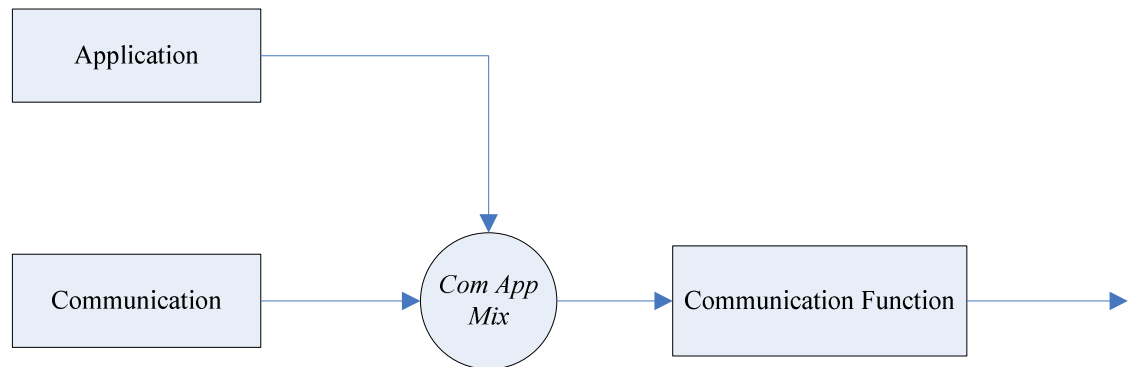 Application
Communication
Com App
Mix
Communication Function